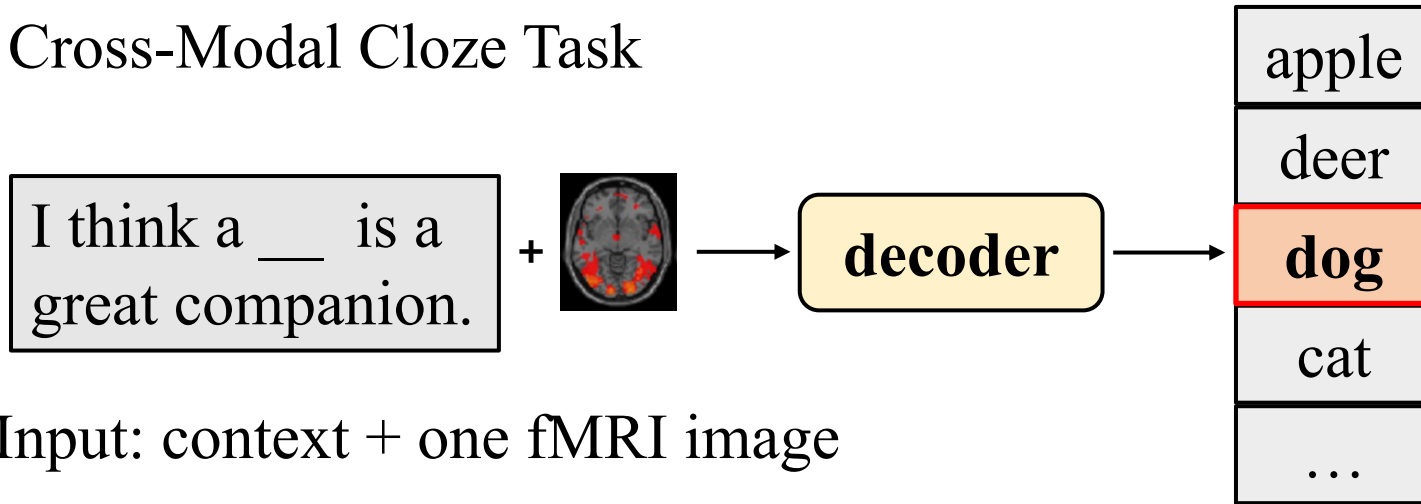 Cross-Modal Cloze Task
I think a __ is a
great companion.
+
decoder
apple
deer
dog
cat
...
Input: context + one fMRI image